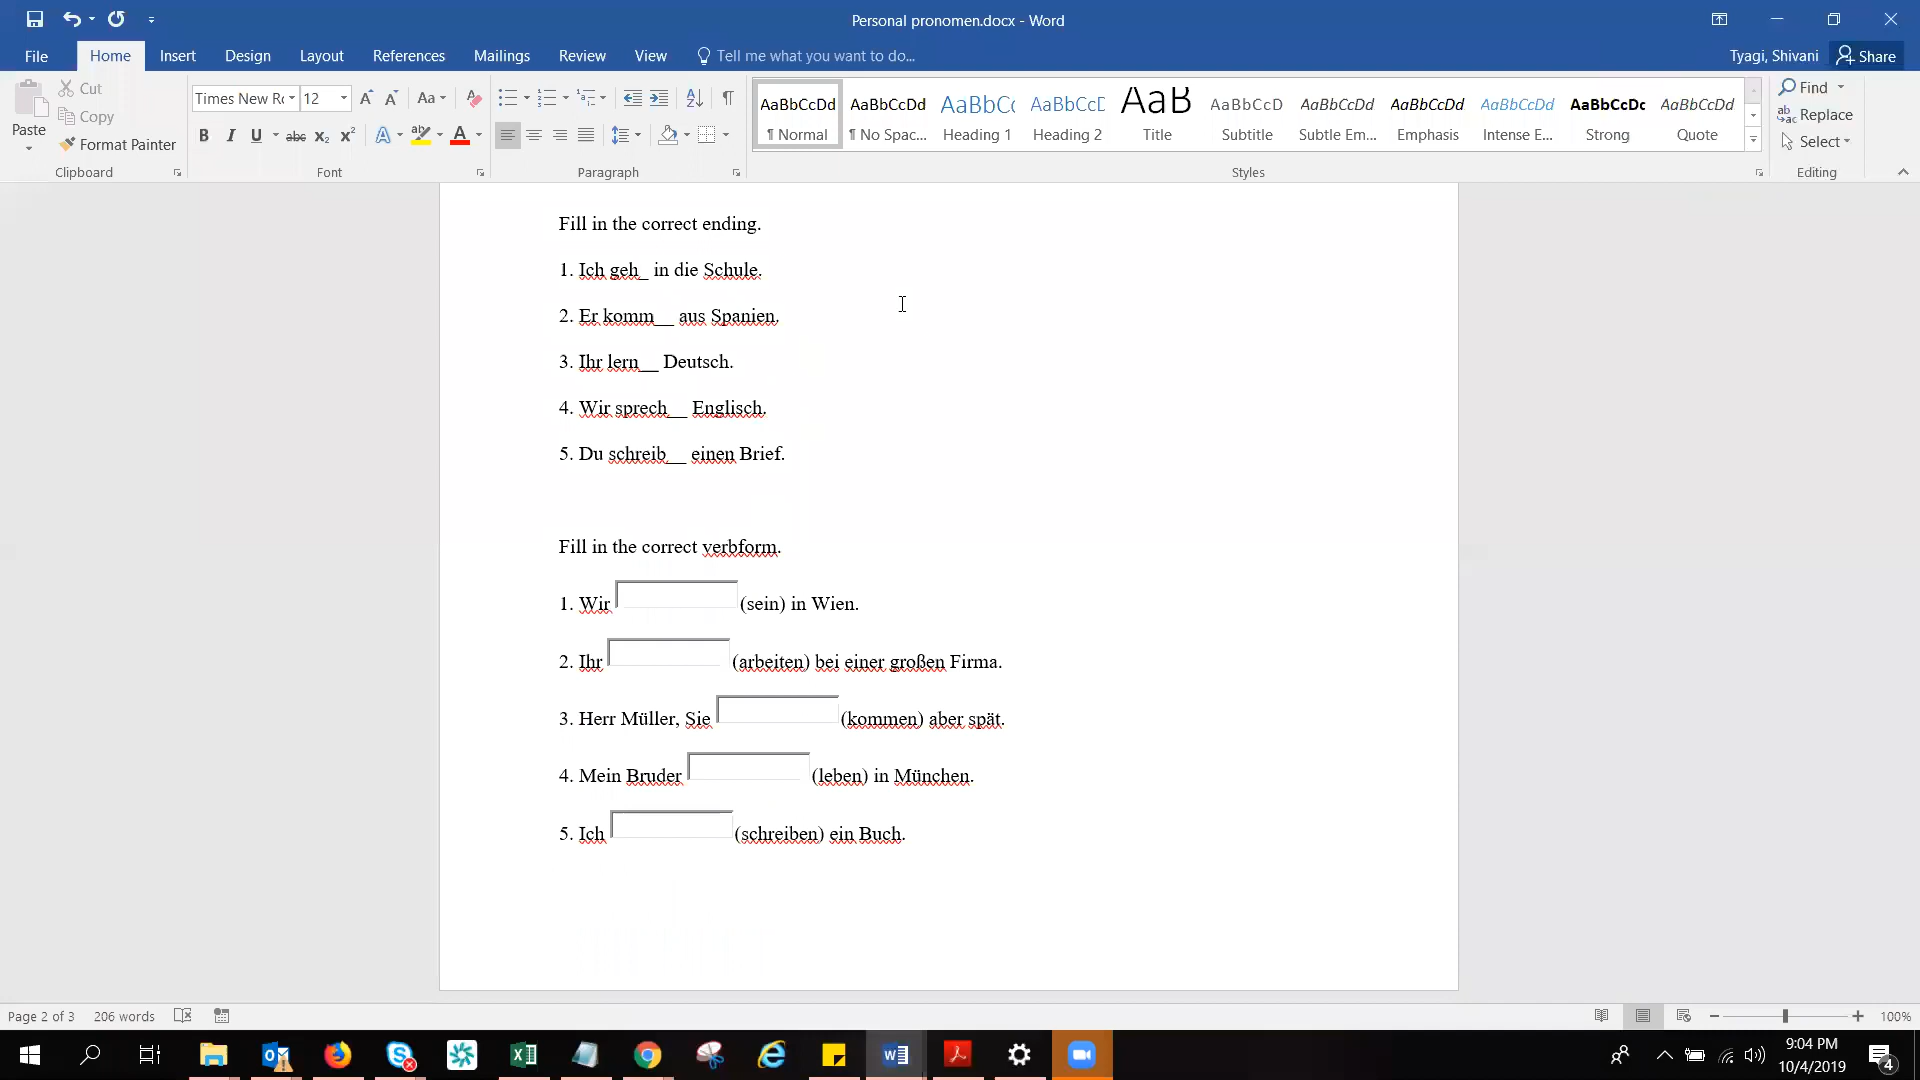 Personal pronomen.docx - Word
File Home Insert Design Layout References Mailings Review View Tell me what you want to do... Tyagi, Shivani Share
Paste
Cut
Copy
Format Painter
Clipboard
Times New R 12
Font
Paragraph
AaBbCcDd AaBbCcDd AaBbC AaBbCcD AaB AaBbCcD AaBbCcDd AaBbCcDd AaBbCcDd AaBbCcDc AaBbCcDd
¶ Normal ¶ No Spac... Heading 1 Heading 2 Title Subtitle Subtle Em... Emphasis Intense E... Strong Quote
Styles
Find
Replace
Select
Editing
Fill in the correct ending.
1. Ich geh_ in die Schule.
2. Er komm__ aus Spanien.
3. Ihr lern__ Deutsch.
4. Wir sprech__ Englisch.
5. Du schreib__ einen Brief.
Fill in the correct verbform.
1. Wir (sein) in Wien.
2. Ihr (arbeiten) bei einer großen Firma.
3. Herr Müller, Sie (kommen) aber spät.
4. Mein Bruder (leben) in München.
5. Ich (schreiben) ein Buch.
Page 2 of 3 206 words 100%
9:04 PM
10/4/2019
4